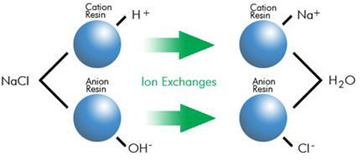 Cation
Resin
H+
Cation
Resin
Na+
NaCl
Ion Exchanges
H2O
Anion
Resin
OH-
Anion
Resin
Cl-